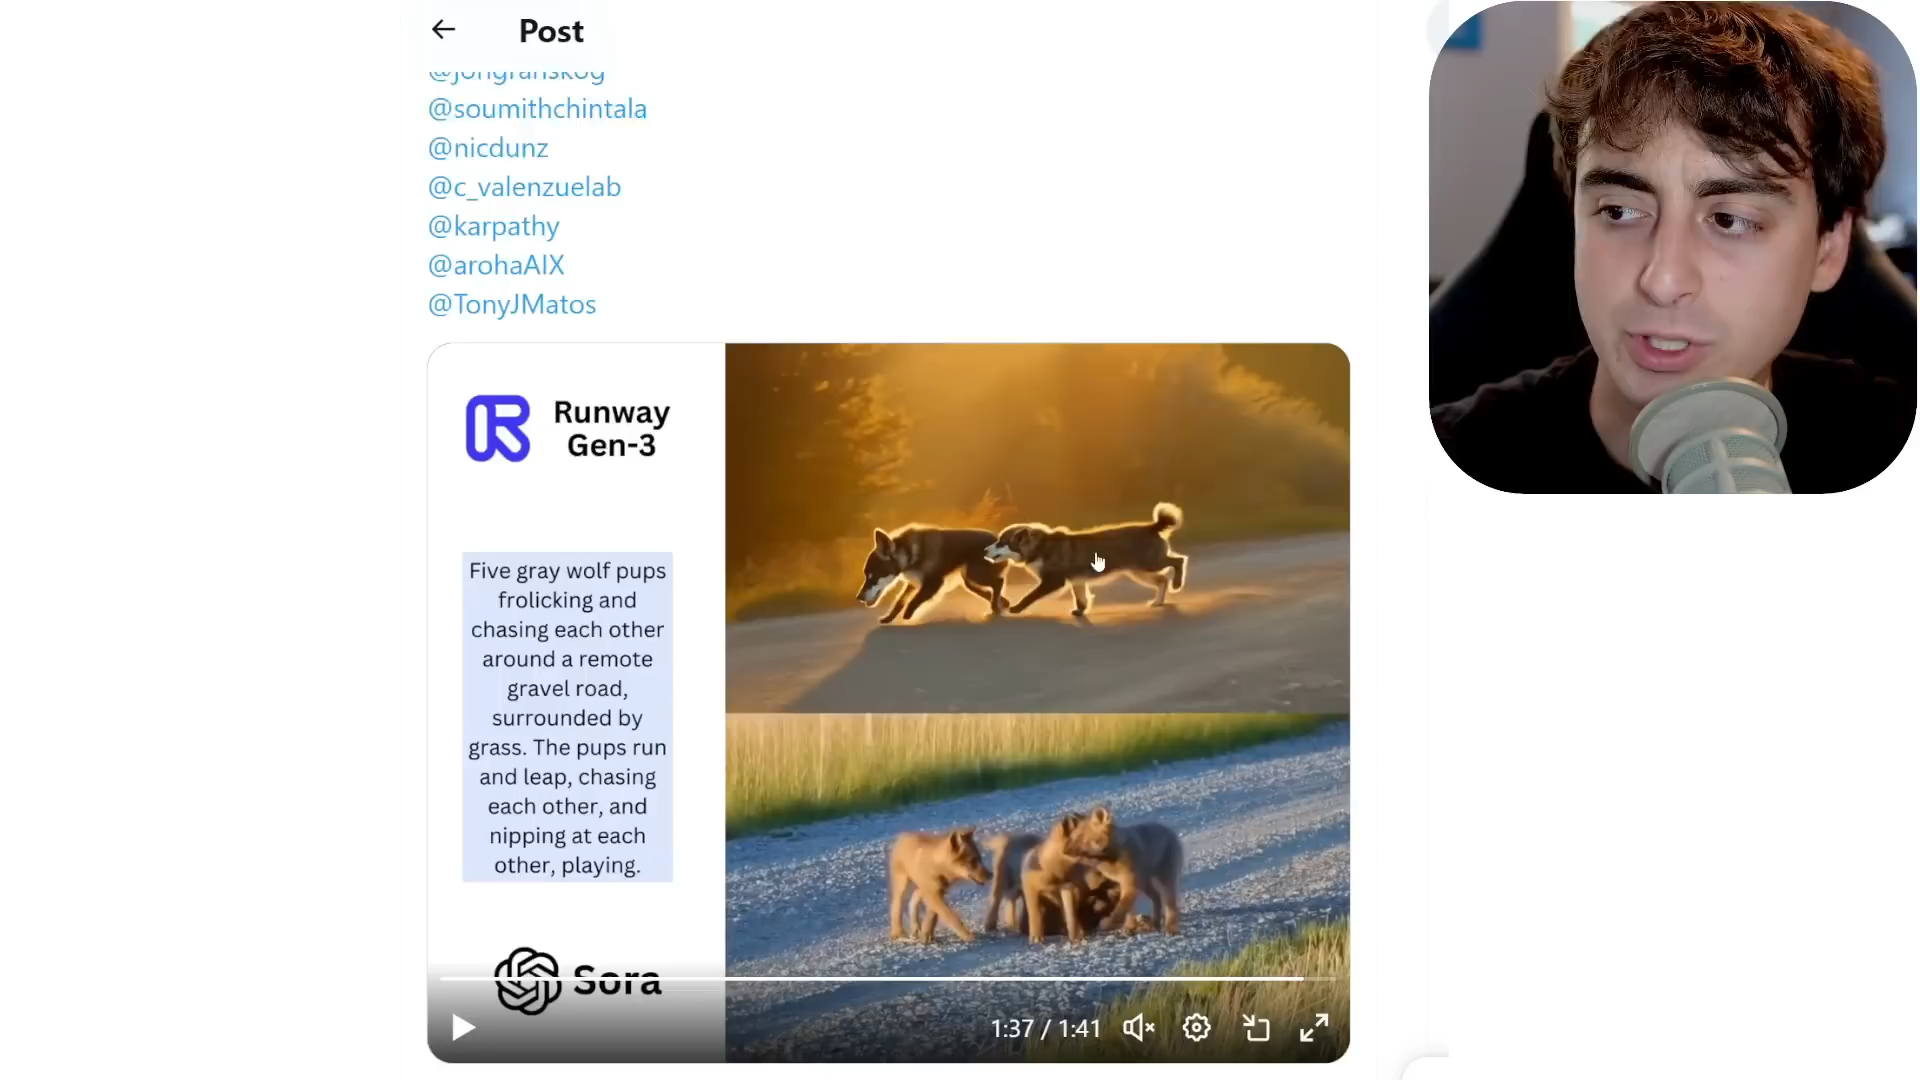 Post
@jongranskog
@soumithchintala
@nicdunz
@c_valenzuelab
@karpathy
@arohaAIX
@TonyJMatos
Runway
Gen-3
Five gray wolf pups
frolicking and
chasing each other
around a remote
gravel road,
surrounded by
grass. The pups run
and leap, chasing
each other, and
nipping at each
other, playing.
Sora
1:37 / 1:41